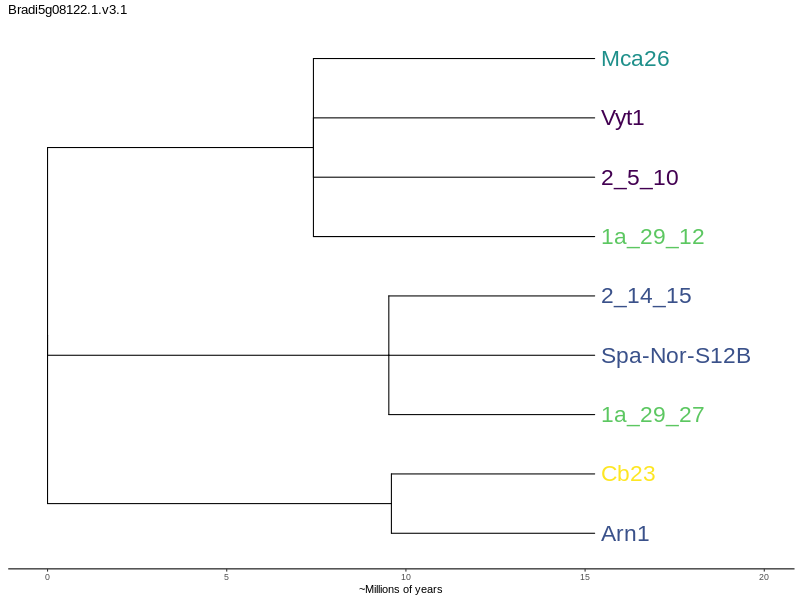 Bradi5g08122.1.v3.1
Mca26
Vyt1
2_5_10
1a_29_12
2_14_15
Spa-Nor-S12B
1a_29_27
Cb23
Arn1
0 5 10 15 20
~Millions of years